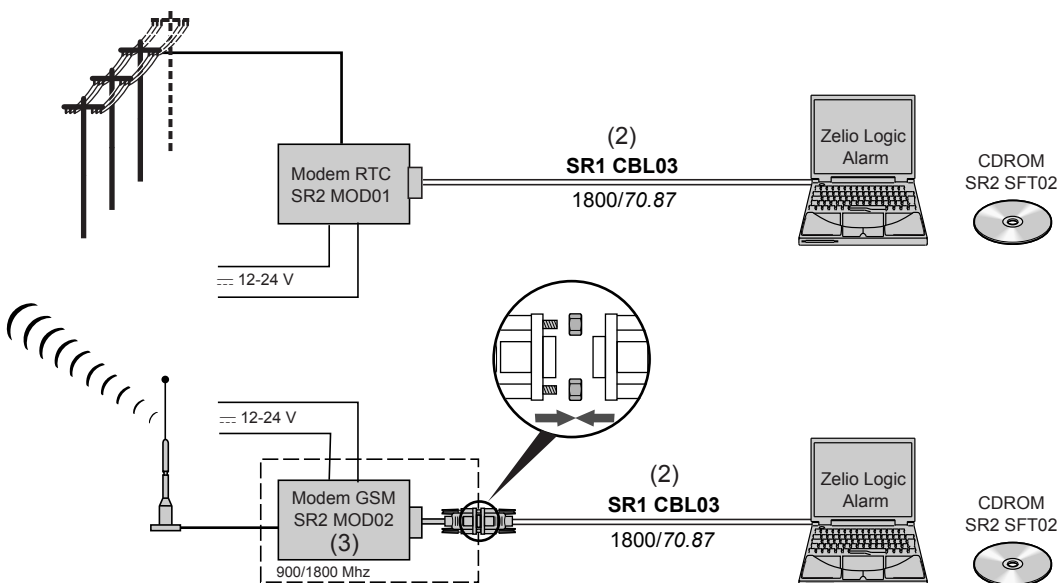 (2)
SR1 CBL03
1800/70.87
Modem RTC
SR2 MOD01
Zelio Logic
Alarm
CDROM
SR2 SFT02
12-24 V
12-24 V
(2)
SR1 CBL03
1800/70.87
Modem GSM
SR2 MOD02
(3)
900/1800 Mhz
Zelio Logic
Alarm
CDROM
SR2 SFT02